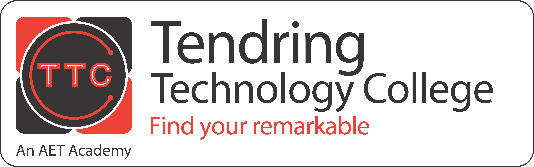 TTC
An AET Academy
Tendring
Technology College
Find your remarkable